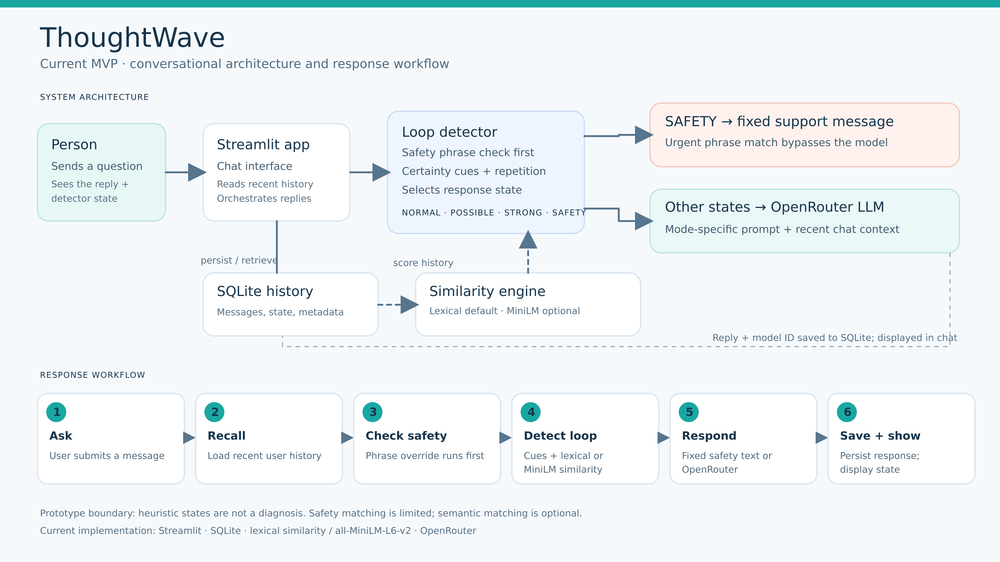 ThoughtWave
Current MVP · conversational architecture and response workflow
SYSTEM ARCHITECTURE
Person
Sends a question
Sees the reply +
detector state
Streamlit app
Chat interface
Reads recent history
Orchestrates replies
Loop detector
Safety phrase check first
Certainty cues + repetition
Selects response state
NORMAL · POSSIBLE · STRONG · SAFETY
SAFETY → fixed support message
Urgent phrase match bypasses the model
Other states → OpenRouter LLM
Mode-specific prompt + recent chat context
persist / retrieve
score history
SQLite history
Messages, state, metadata
Similarity engine
Lexical default · MiniLM optional
Reply + model ID saved to SQLite; displayed in chat
RESPONSE WORKFLOW
1
Ask
User submits a message
2
Recall
Load recent user history
3
Check safety
Phrase override runs first
4
Detect loop
Cues + lexical or
MiniLM similarity
5
Respond
Fixed safety text or
OpenRouter
6
Save + show
Persist response;
display state
Prototype boundary: heuristic states are not a diagnosis. Safety matching is limited; semantic matching is optional.
Current implementation: Streamlit · SQLite · lexical similarity / all-MiniLM-L6-v2 · OpenRouter